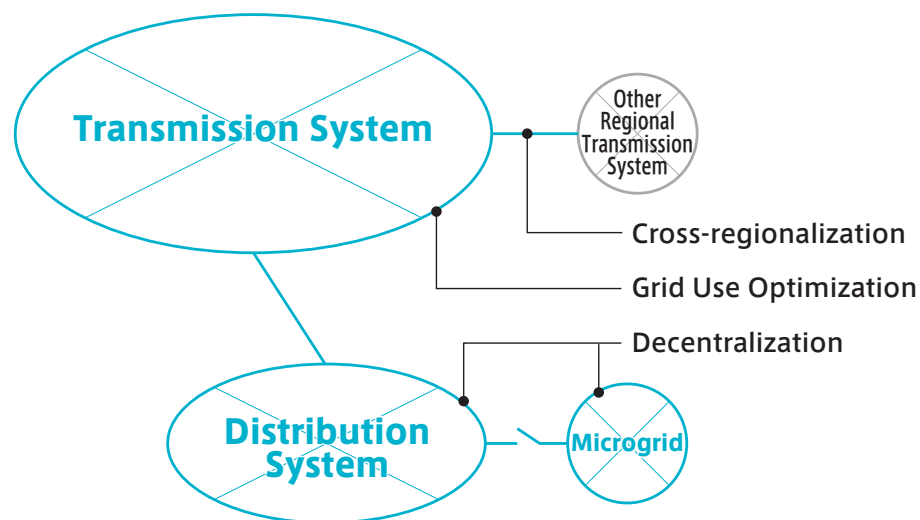 Transmission System
Other
Regional
Transmission
System
Cross-regionalization
Grid Use Optimization
Decentralization
Distribution
System
Microgrid